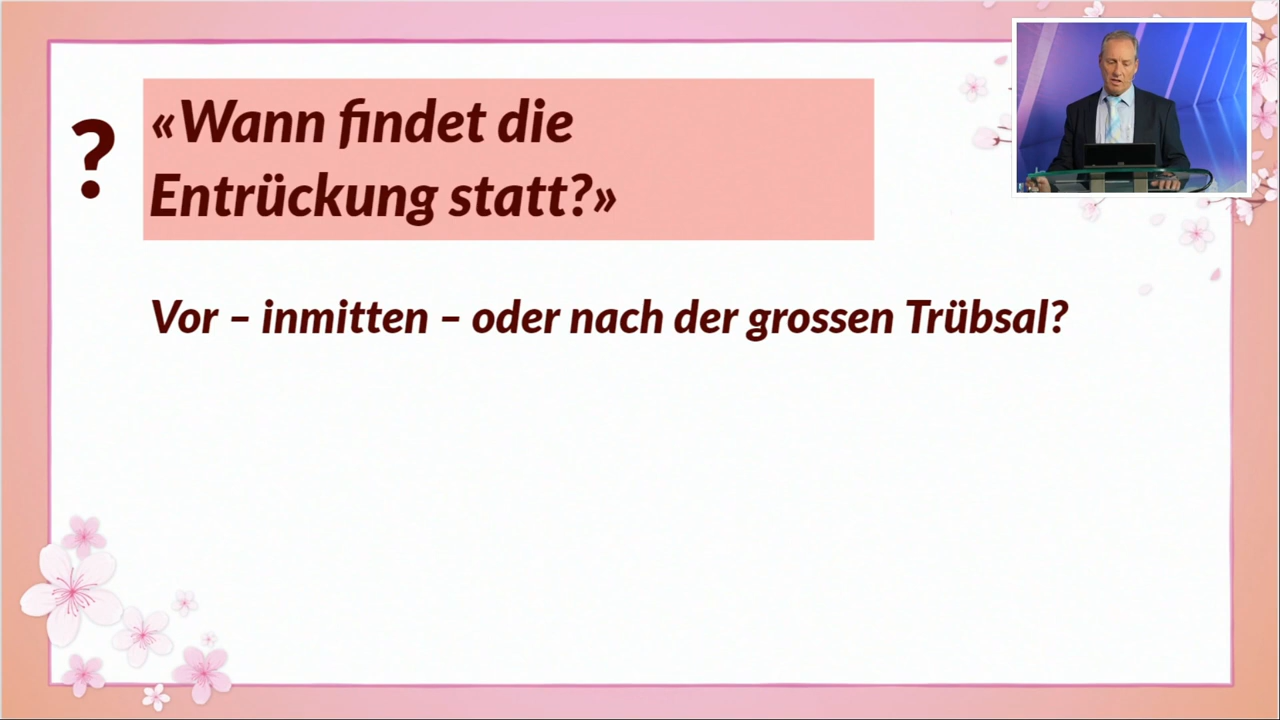 ?
«Wann findet die
Entrückung statt?»
Vor – inmitten – oder nach der grossen Trübsal?